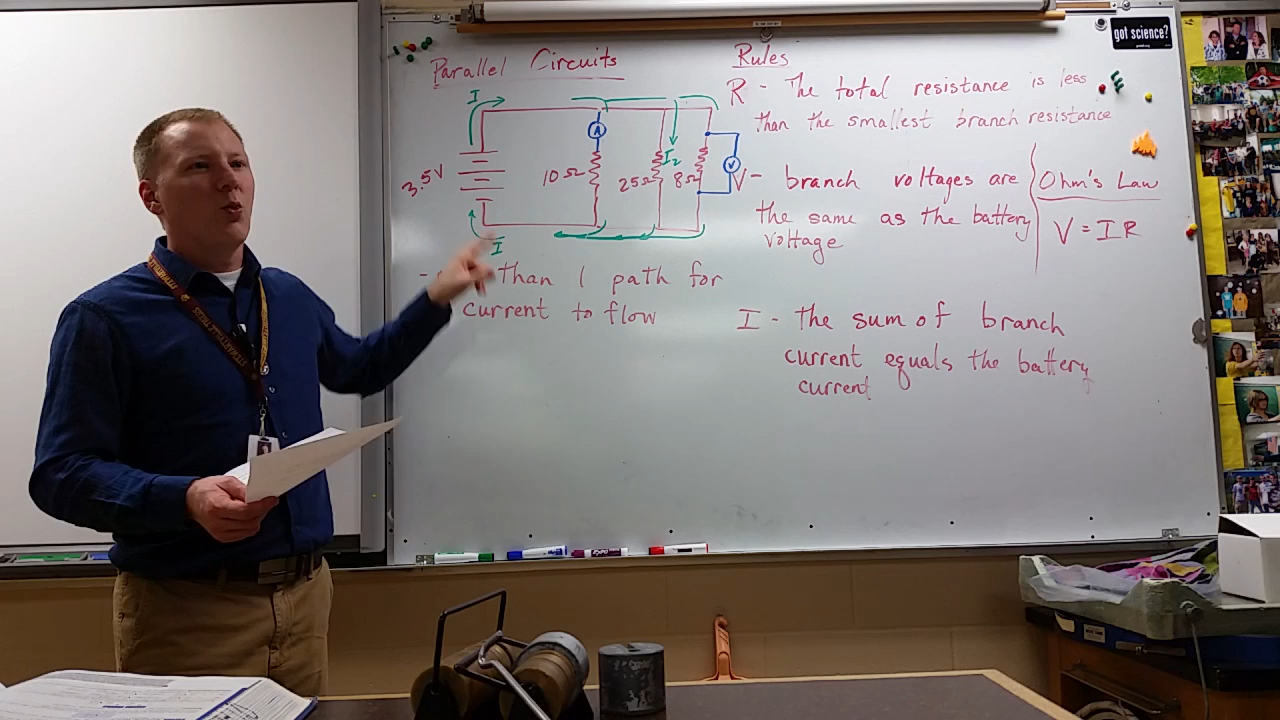 Parallel Circuits
I
3.5V
A
10Ω
25Ω
I2
8Ω
V
I
- than 1 path for
current to flow
Rules
R - The total resistance is less
than the smallest branch resistance
V - branch voltages are
the same as the battery
voltage
Ohm's Law
V = IR
I - the sum of branch
current equals the battery
current
got science?